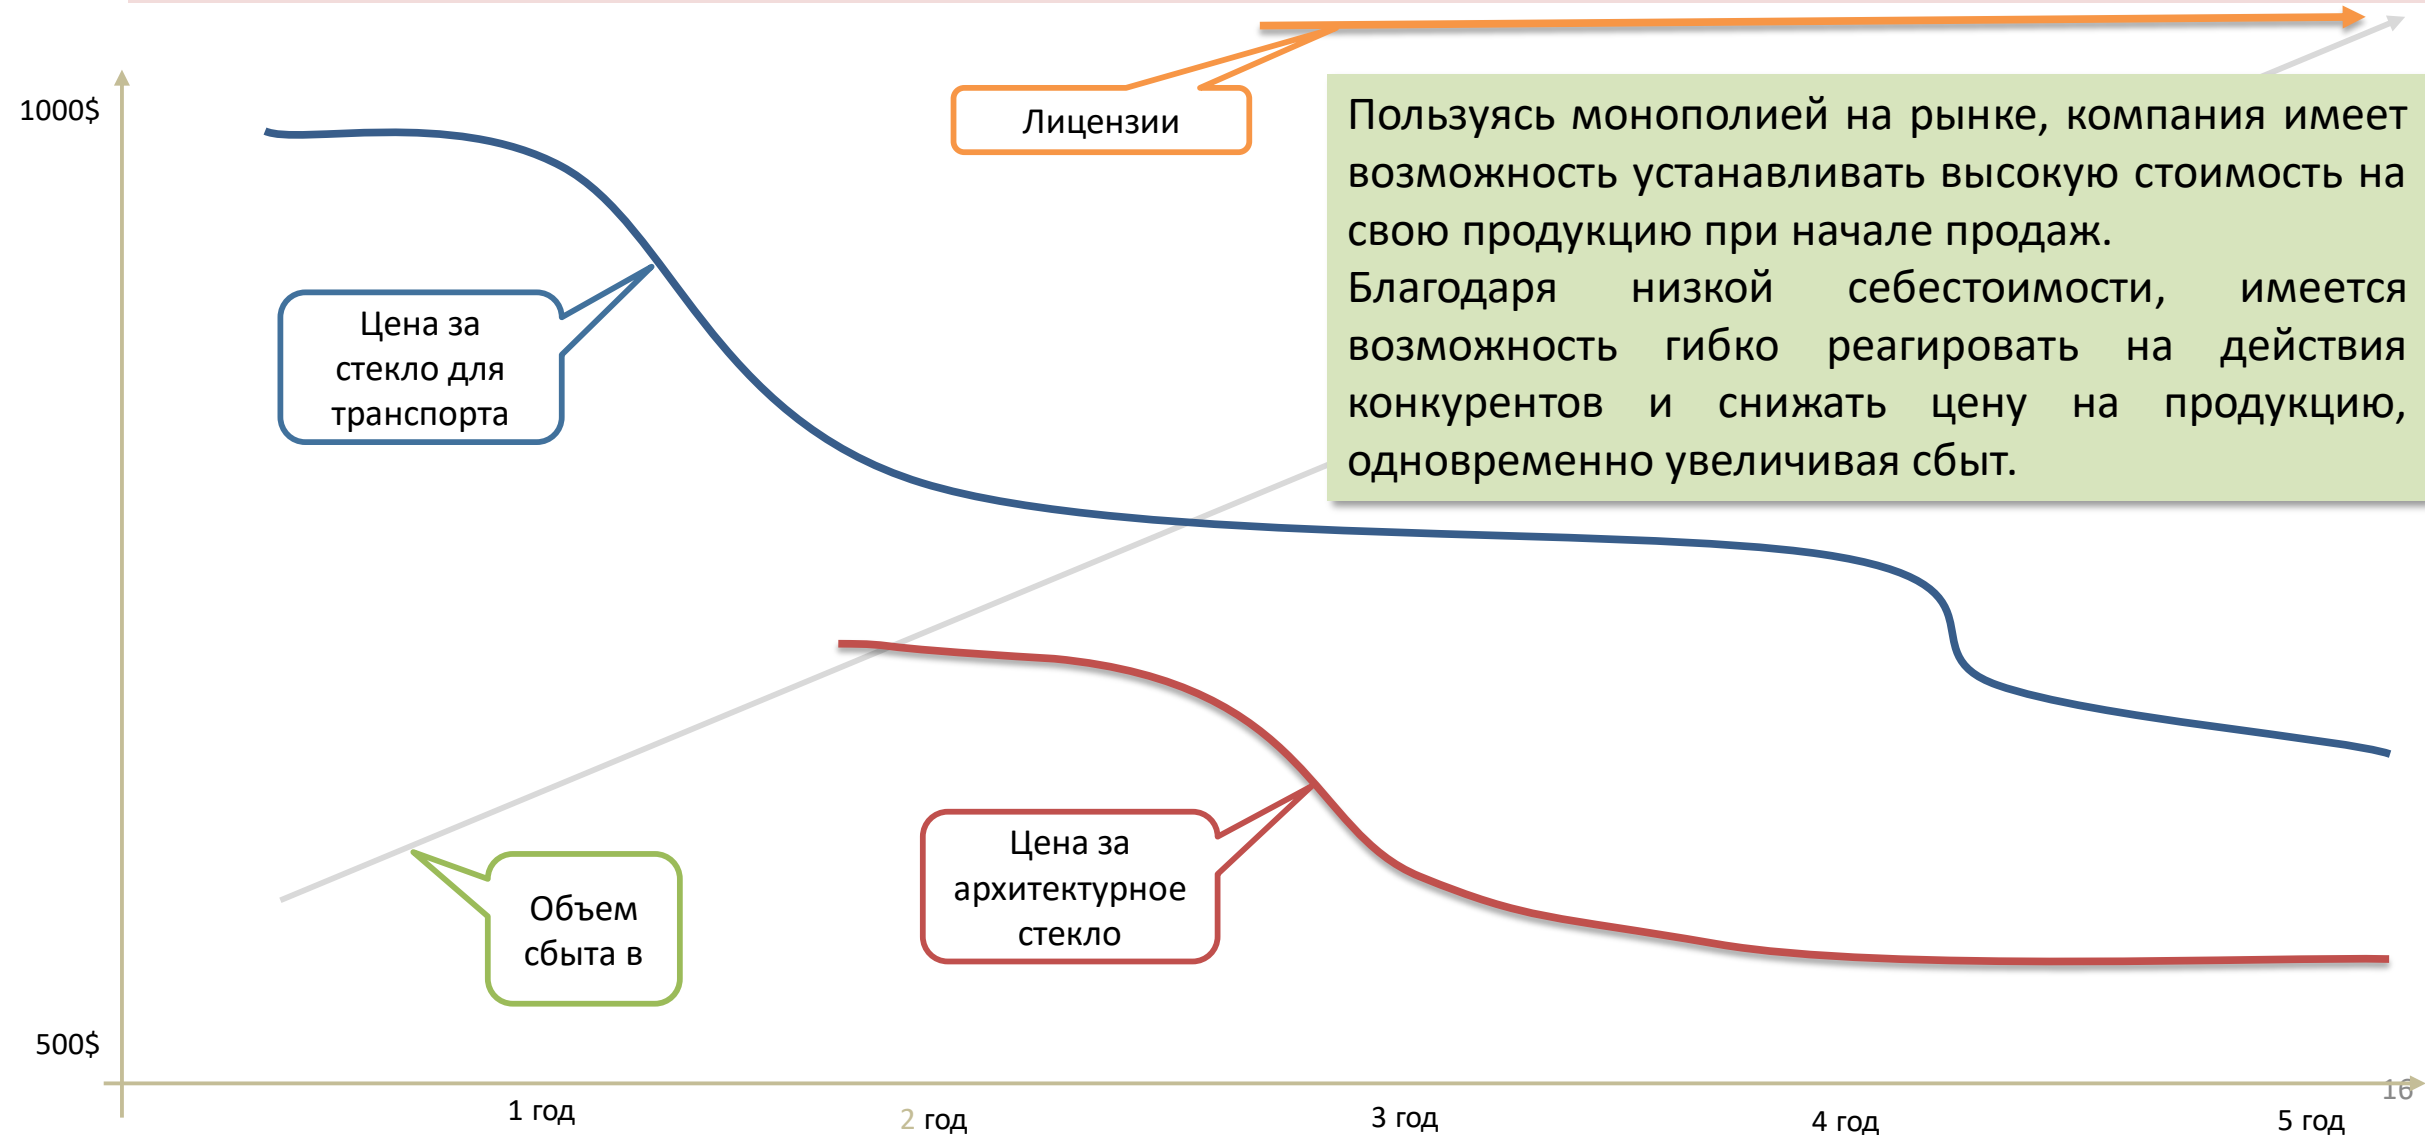 1000$
Лицензии
Пользуясь монополией на рынке, компания имеет
возможность устанавливать высокую стоимость на
свою продукцию при начале продаж.
Благодаря низкой себестоимости, имеется
возможность гибко реагировать на действия
конкурентов и снижать цену на продукцию,
одновременно увеличивая сбыт.
Цена за
стекло для
транспорта
Цена за
архитектурное
стекло
Объем
сбыта в
500$
1 год
2 год
3 год
4 год
5 год
16